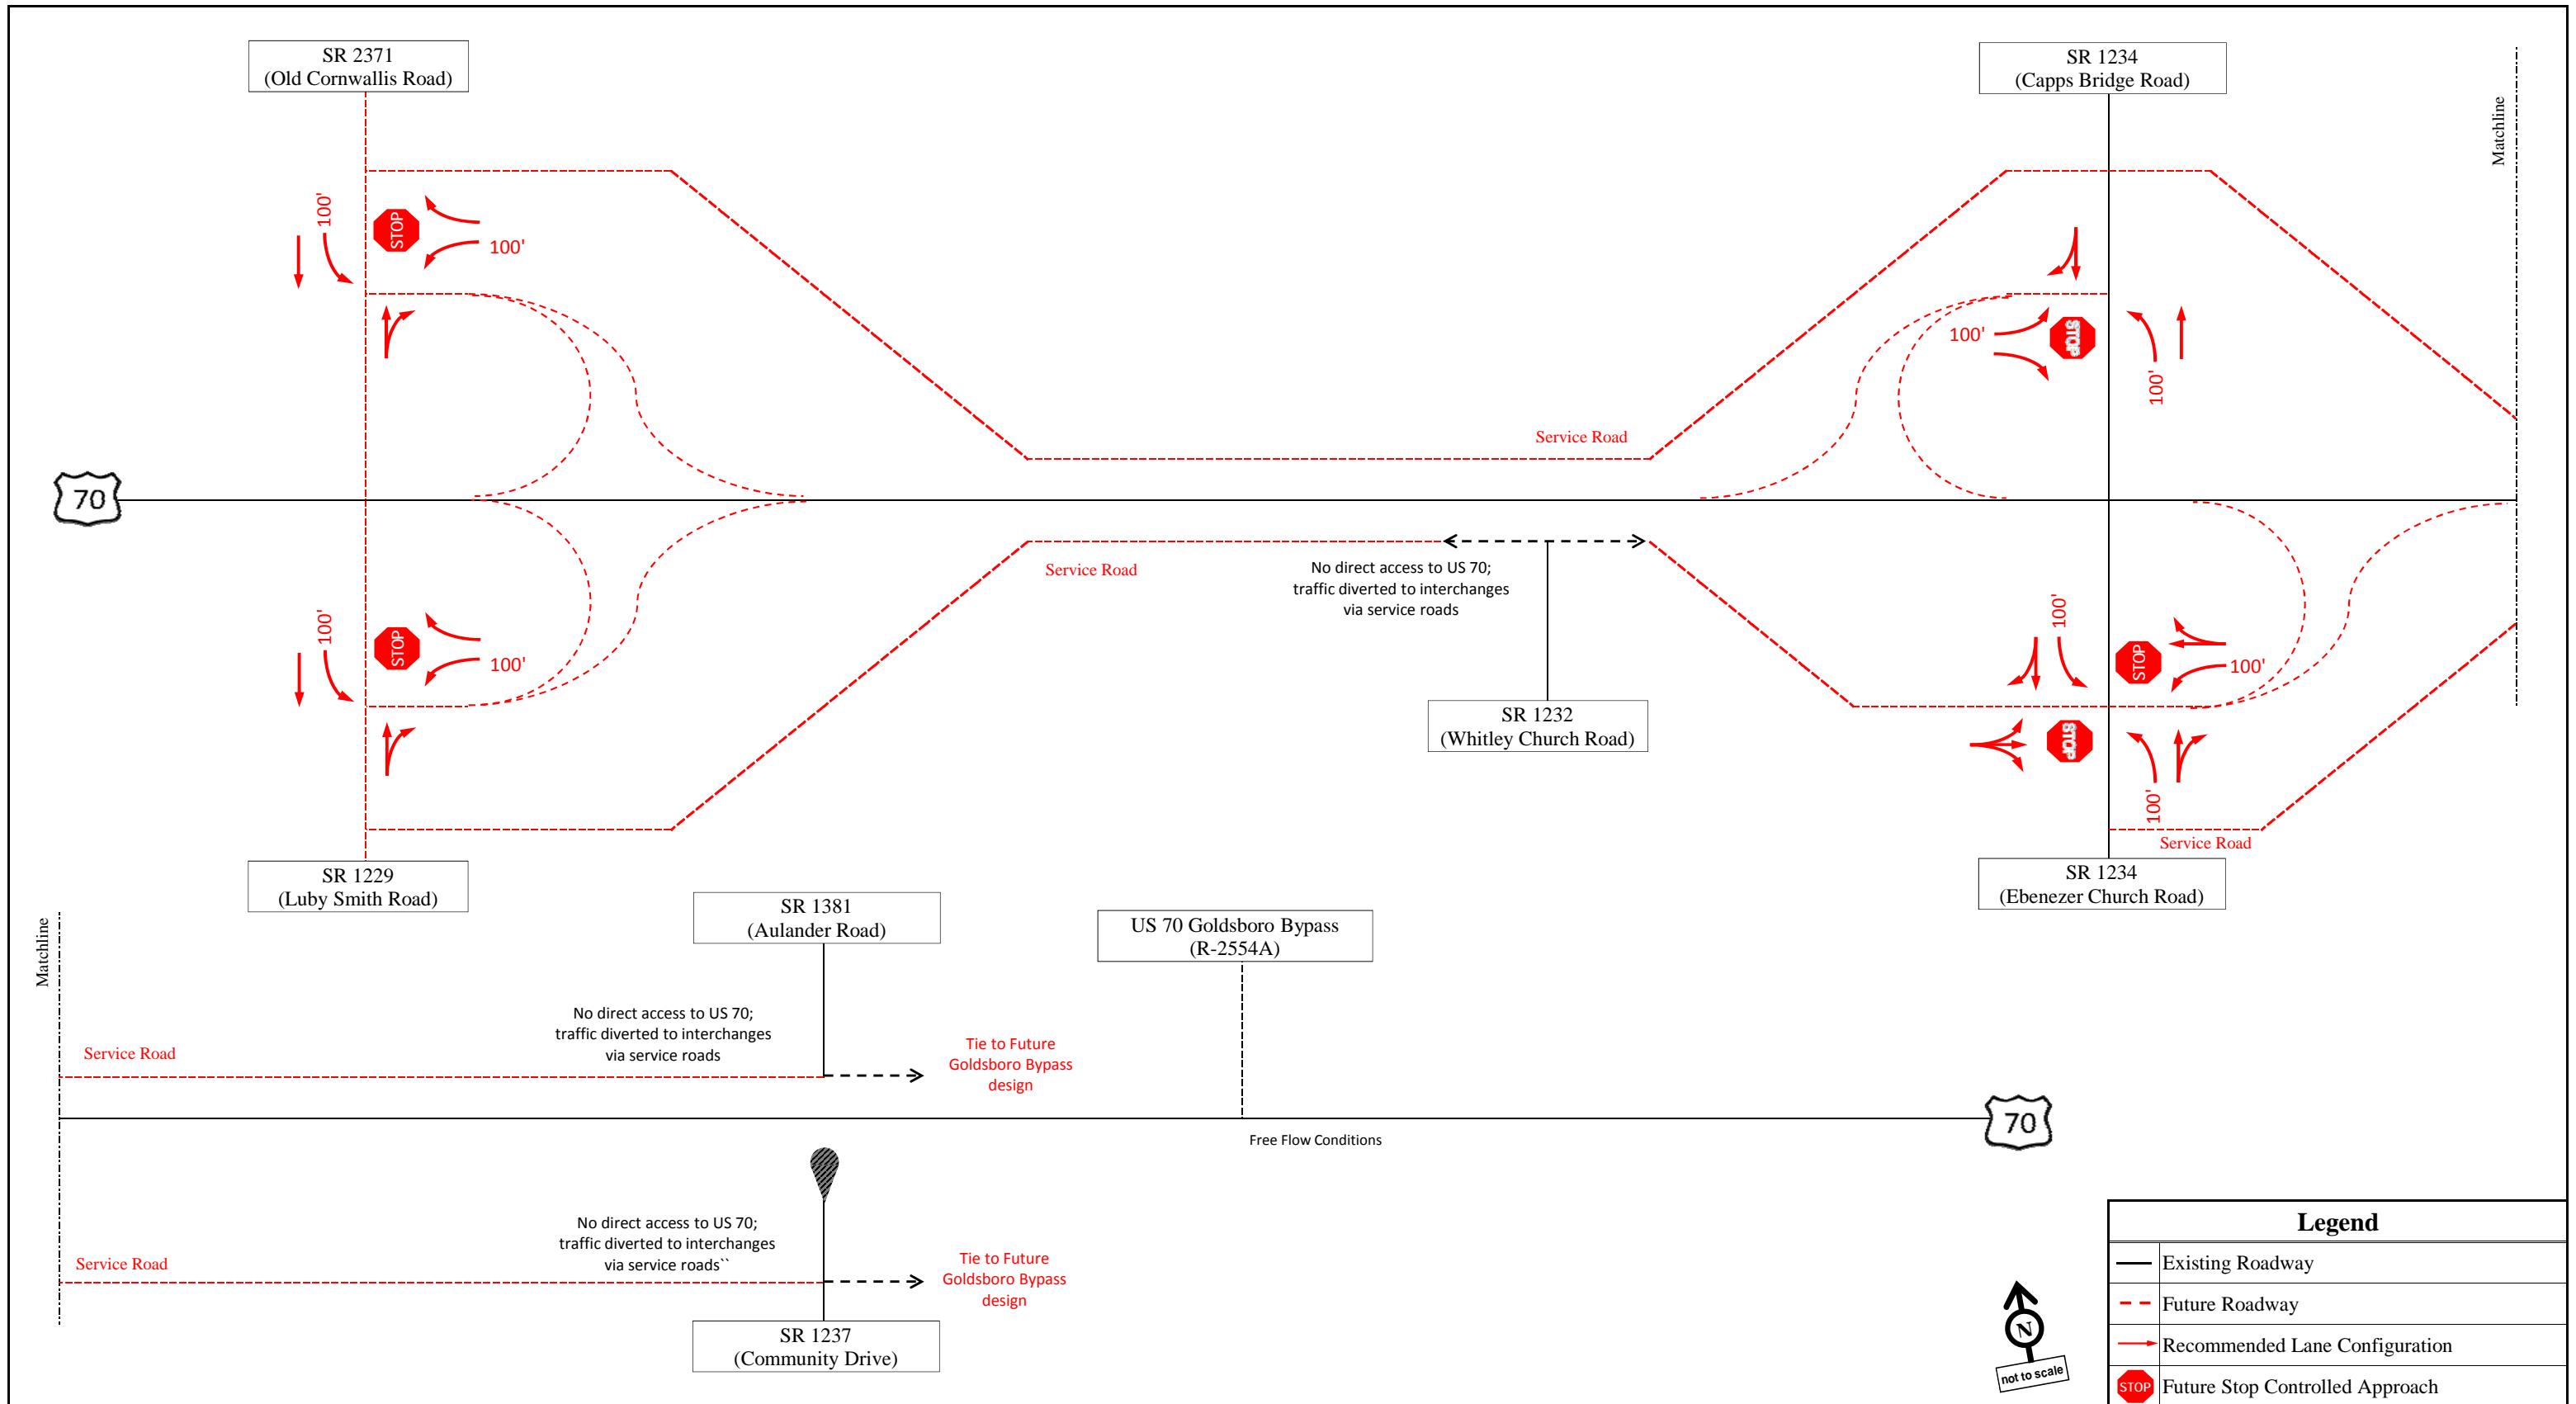 SR 2371
(Old Cornwallis Road)
SR 1234
(Capps Bridge Road)
Matchline
100'
STOP
100'
100'
STOP
100'
Service Road
70
Service Road
No direct access to US 70;
traffic diverted to interchanges
via service roads
100'
STOP
100'
100'
STOP
100'
STOP
100'
SR 1232
(Whitley Church Road)
Service Road
SR 1229
(Luby Smith Road)
SR 1234
(Ebenezer Church Road)
Matchline
SR 1381
(Aulander Road)
US 70 Goldsboro Bypass
(R-2554A)
No direct access to US 70;
traffic diverted to interchanges
via service roads
Service Road
Tie to Future
Goldsboro Bypass
design
70
Free Flow Conditions
No direct access to US 70;
traffic diverted to interchanges
via service roads``
Service Road
Tie to Future
Goldsboro Bypass
design
SR 1237
(Community Drive)
N
not to scale
Legend
Existing Roadway
Future Roadway
Recommended Lane Configuration
STOP Future Stop Controlled Approach